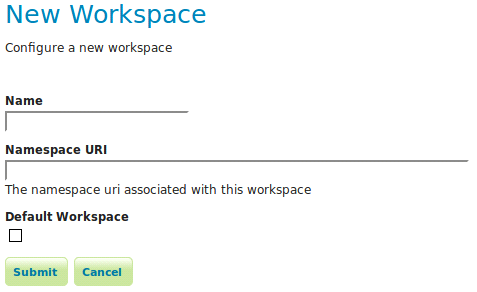 New Workspace
Configure a new workspace
Name
Namespace URI
The namespace uri associated with this workspace
Default Workspace
Submit Cancel